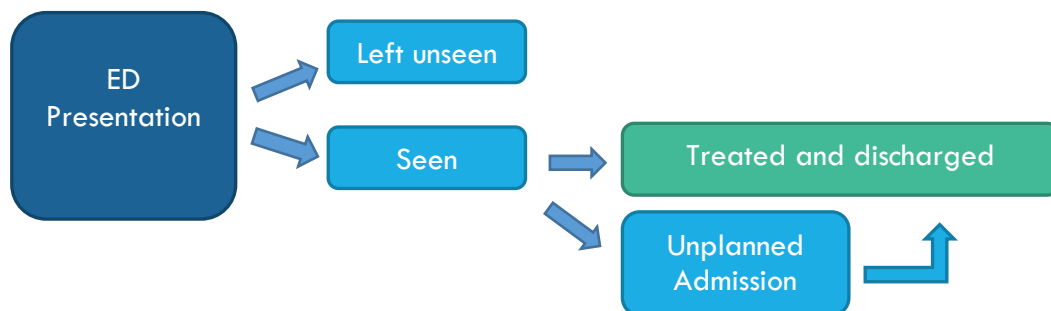 ED
Presentation
Left unseen
Seen
Treated and discharged
Unplanned
Admission